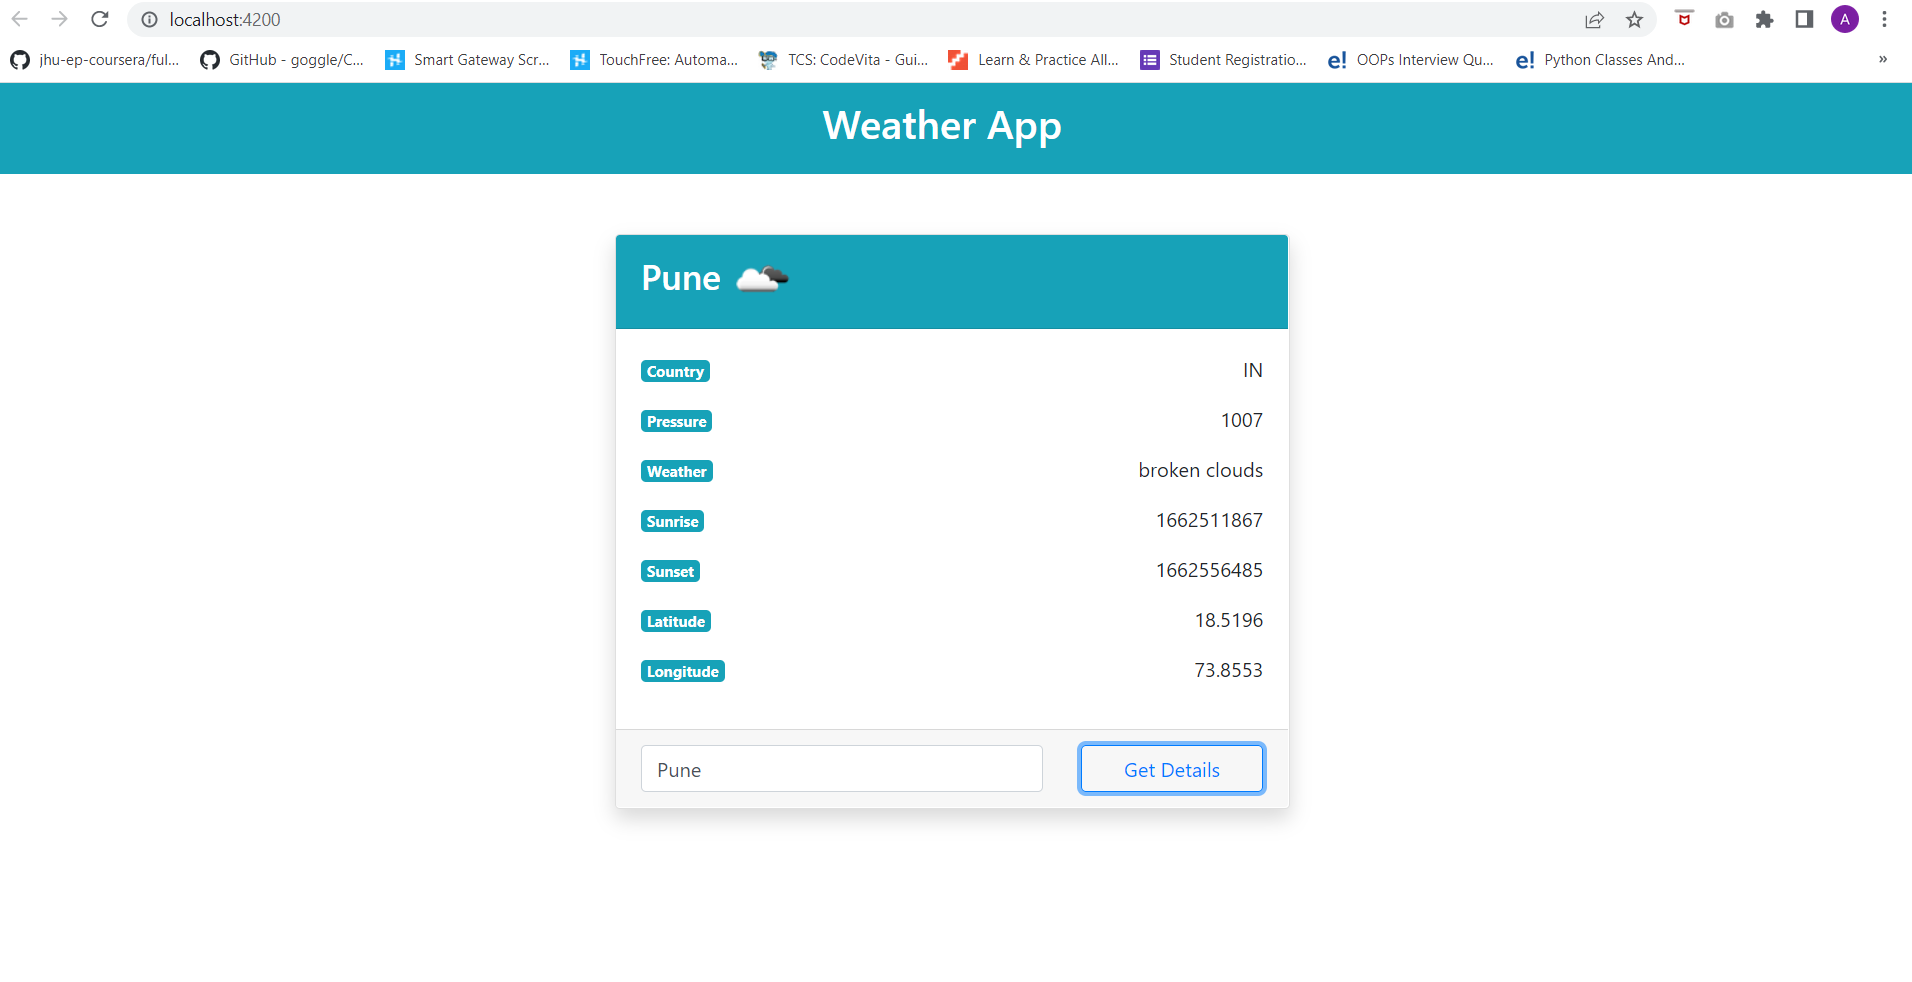 localhost:4200
A
jhu-ep-coursera/ful... GitHub - goggle/C... Smart Gateway Scr... TouchFree: Automa... TCS: CodeVita - Gui... Learn & Practice All... Student Registratio... e! OOPs Interview Qu... e! Python Classes And... »
Weather App
Pune
Country IN
Pressure 1007
Weather broken clouds
Sunrise 1662511867
Sunset 1662556485
Latitude 18.5196
Longitude 73.8553
Pune Get Details